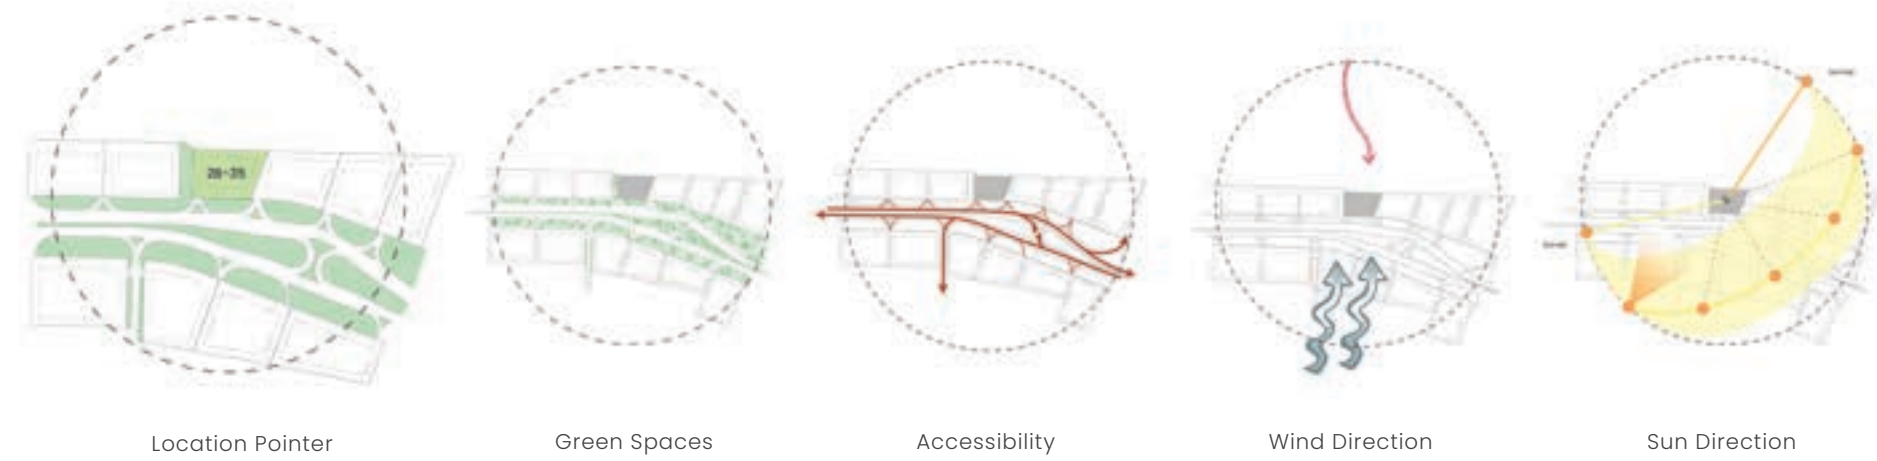 Location Pointer
Green Spaces
Accessibility
Wind Direction
Sun Direction